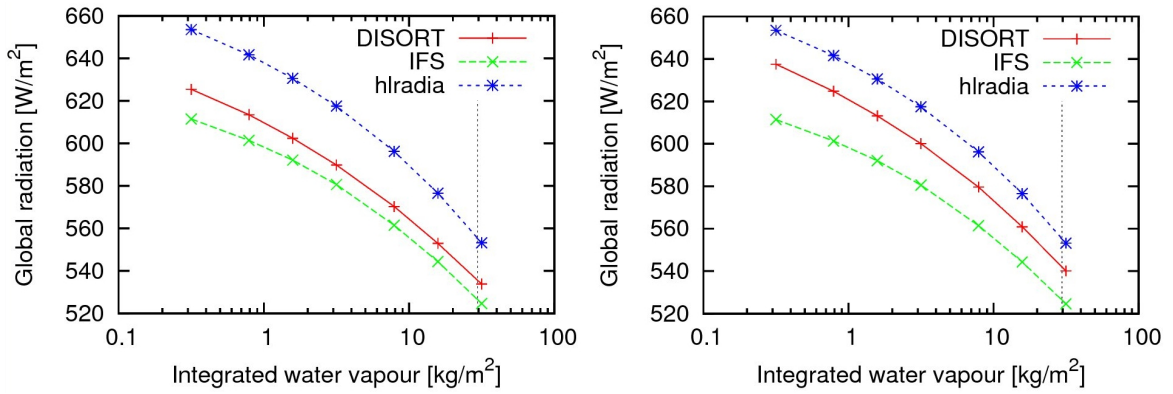 660
640
620
600
580
560
540
520
Global radiation [W/m2]
DISORT
IFS
hlradia
0.1 1 10 100
Integrated water vapour [kg/m2]
660
640
620
600
580
560
540
520
Global radiation [W/m2]
DISORT
IFS
hlradia
0.1 1 10 100
Integrated water vapour [kg/m2]